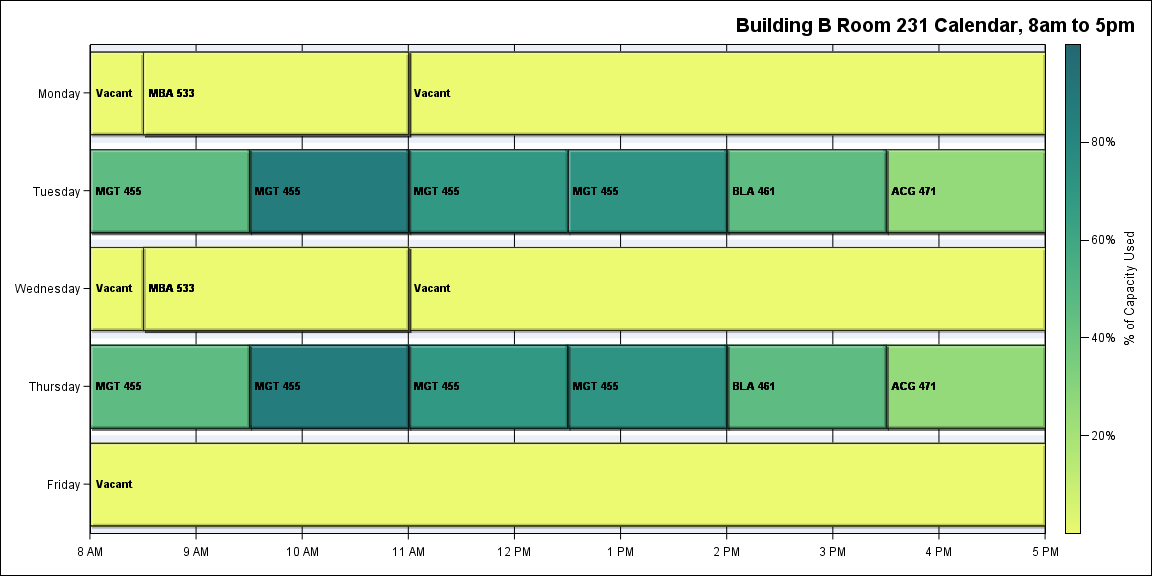 Building B Room 231 Calendar, 8am to 5pm
Monday
Vacant
MBA 533
Vacant
Tuesday
MGT 455
MGT 455
MGT 455
MGT 455
BLA 461
ACG 471
Wednesday
Vacant
MBA 533
Vacant
Thursday
MGT 455
MGT 455
MGT 455
MGT 455
BLA 461
ACG 471
Friday
Vacant
8 AM
9 AM
10 AM
11 AM
12 PM
1 PM
2 PM
3 PM
4 PM
5 PM
80%
60%
40%
20%
% of Capacity Used